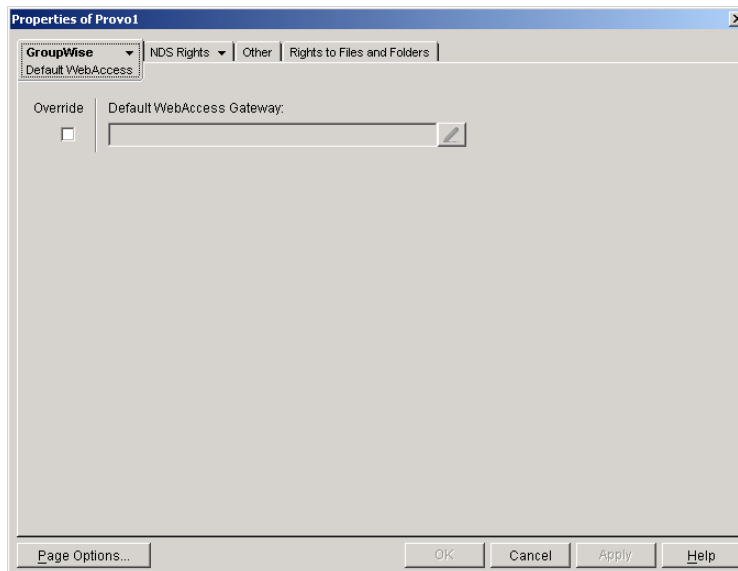 Properties of Provo1
GroupWise NDS Rights Other Rights to Files and Folders
Default WebAccess
Override Default WebAccess Gateway:
Page Options... OK Cancel Apply Help